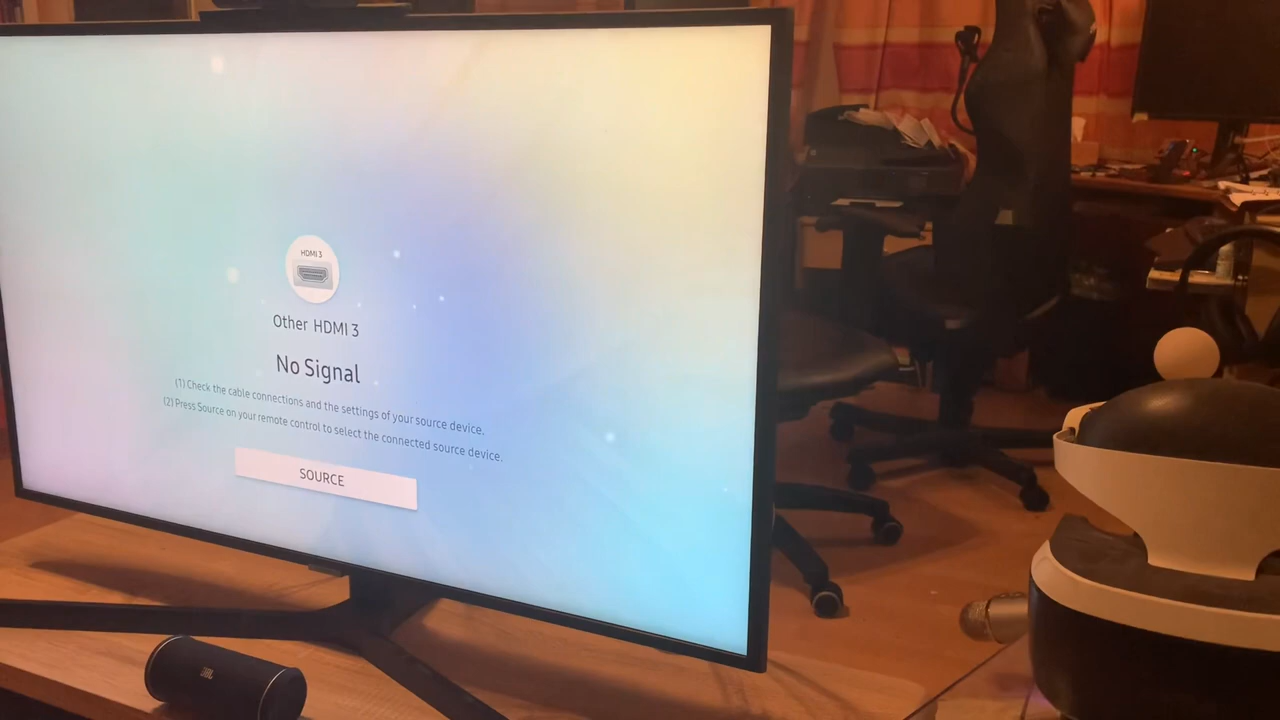 HDMI 3
Other HDMI 3
No Signal
(1) Check the cable connections and the settings of your source device.
(2) Press Source on your remote control to select the connected source device.
SOURCE
JBL